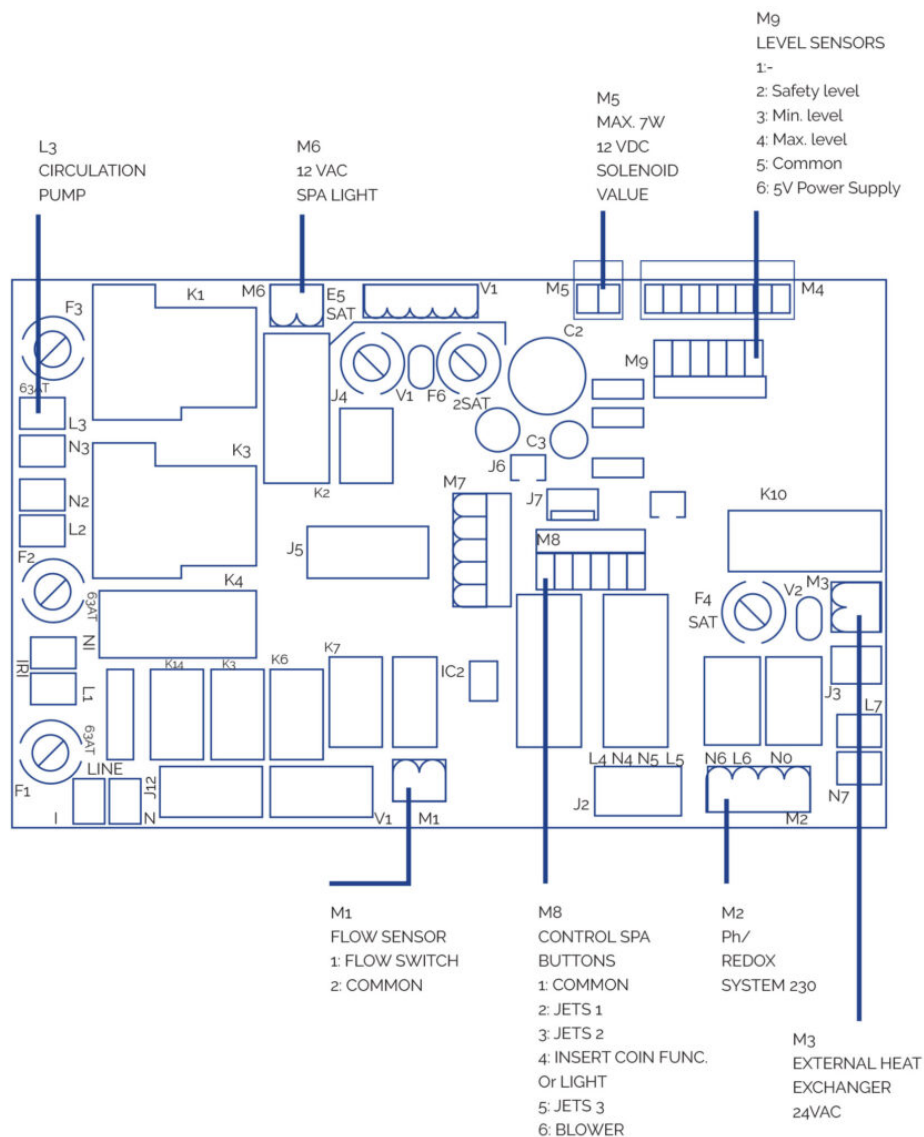 M9
LEVEL SENSORS
1:-
2: Safety level
3: Min. level
4: Max. level
5: Common
6: 5V Power Supply
M5
MAX. 7W
12 VDC
SOLENOID
VALUE
L3
CIRCULATION
PUMP
M6
12 VAC
SPA LIGHT
F3
K1
M6
E5
SAT
V1
M5
M4
C2
M9
63AT
J4
V1
F6
2SAT
L3
N3
K3
K2
C3
J6
M7
J7
K10
N2
L2
J5
M8
F2
63AT
K4
F4
SAT
V2
M3
NI
IRI
L1
K14
K3
K6
K7
IC2
J3
L7
63AT
F1
LINE
I
N
J12
V1
M1
L4 N4 N5 L5
J2
N6 L6 N0
M2
N7
M1
FLOW SENSOR
1: FLOW SWITCH
2: COMMON
M8
CONTROL SPA
BUTTONS
1: COMMON
2: JETS 1
3: JETS 2
4: INSERT COIN FUNC.
Or LIGHT
5: JETS 3
6: BLOWER
M2
Ph/
REDOX
SYSTEM 230
M3
EXTERNAL HEAT
EXCHANGER
24VAC